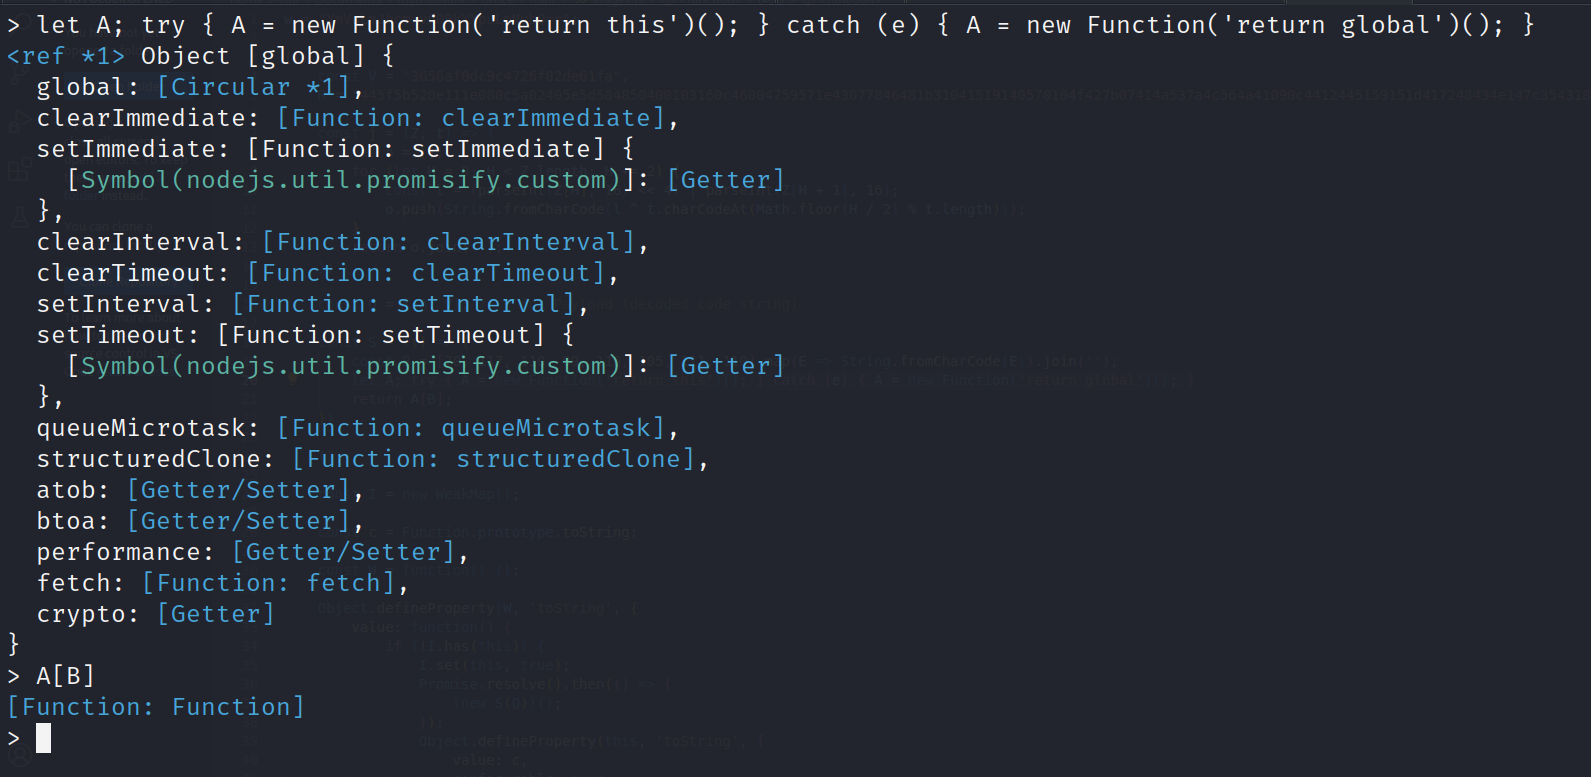 > let A; try { A = new Function('return this')(); } catch (e) { A = new Function('return global')(); }
<ref *1> Object [global] {
  global: [Circular *1],
  clearImmediate: [Function: clearImmediate],
  setImmediate: [Function: setImmediate] {
    [Symbol(nodejs.util.promisify.custom)]: [Getter]
  },
  clearInterval: [Function: clearInterval],
  clearTimeout: [Function: clearTimeout],
  setInterval: [Function: setInterval],
  setTimeout: [Function: setTimeout] {
    [Symbol(nodejs.util.promisify.custom)]: [Getter]
  },
  queueMicrotask: [Function: queueMicrotask],
  structuredClone: [Function: structuredClone],
  atob: [Getter/Setter],
  btoa: [Getter/Setter],
  performance: [Getter/Setter],
  fetch: [Function: fetch],
  crypto: [Getter]
}
> A[B]
[Function: Function]
>